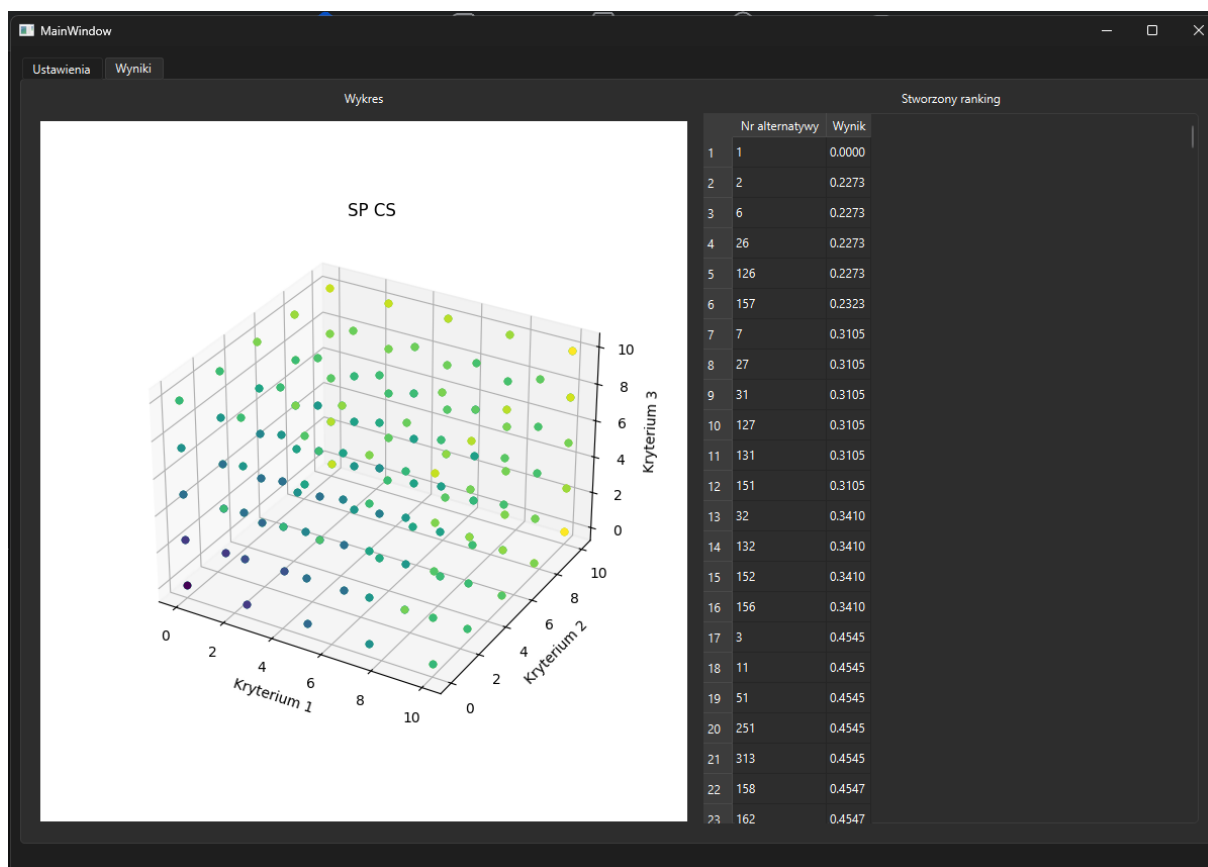 MainWindow
Ustawienia Wyniki
Wykres
Stworzony ranking
SP CS
10
8
6
4
2
0
Kryterium 3
10
8
6
4
2
0
Kryterium 2
0
2
4
6
8
10
Kryterium 1
Nr alternatywy Wynik
1 1 0.0000
2 2 0.2273
3 6 0.2273
4 26 0.2273
5 126 0.2273
6 157 0.2323
7 7 0.3105
8 27 0.3105
9 31 0.3105
10 127 0.3105
11 131 0.3105
12 151 0.3105
13 32 0.3410
14 132 0.3410
15 152 0.3410
16 156 0.3410
17 3 0.4545
18 11 0.4545
19 51 0.4545
20 251 0.4545
21 313 0.4545
22 158 0.4547
23 162 0.4547